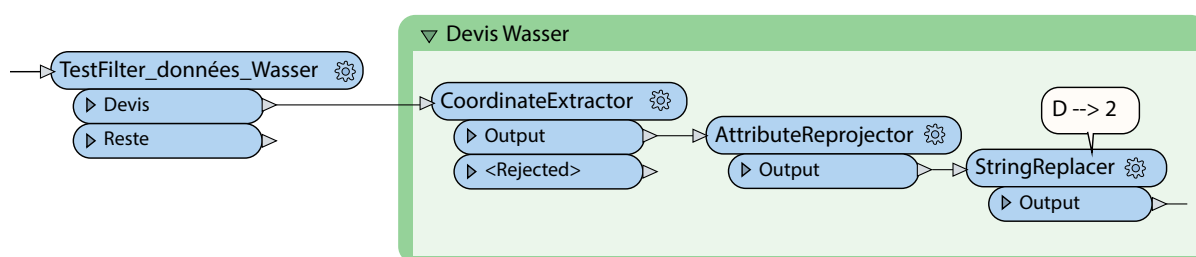 Devis Wasser
TestFilter_données_Wasser
Devis
Reste
CoordinateExtractor
Output
<Rejected>
AttributeReprojector
Output
D --> 2
StringReplacer
Output